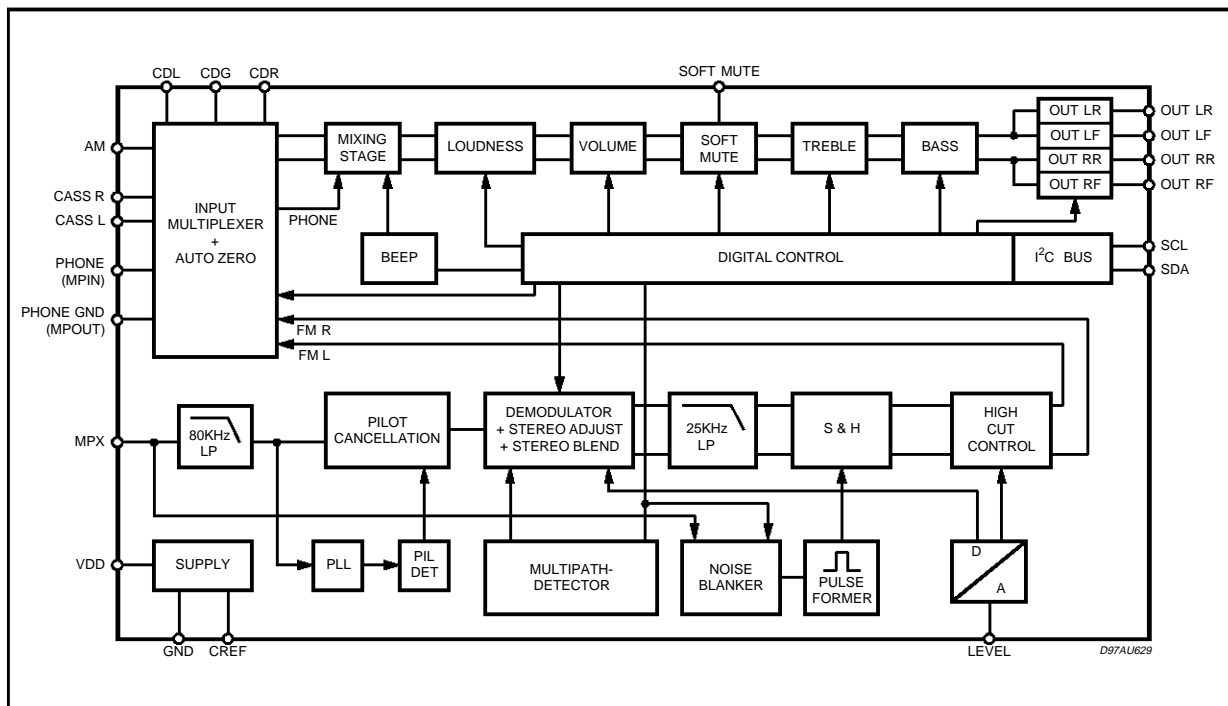 CDL CDG CDR SOFT MUTE
AM
CASS R
CASS L
PHONE
(MPIN)
PHONE GND
(MPOUT)
INPUT
MULTIPLEXER
+
AUTO ZERO
PHONE
MIXING
STAGE
LOUDNESS
VOLUME
SOFT
MUTE
TREBLE
BASS
OUT LR
OUT LF
OUT RR
OUT RF
OUT LR
OUT LF
OUT RR
OUT RF
BEEP
DIGITAL CONTROL
I²C BUS
SCL
SDA
FM R
FM L
MPX
80KHz
LP
PILOT
CANCELLATION
DEMODULATOR
+ STEREO ADJUST
+ STEREO BLEND
25KHz
LP
S & H
HIGH
CUT
CONTROL
VDD
SUPPLY
PLL
PIL
DET
MULTIPATH-
DETECTOR
NOISE
BLANKER
PULSE
FORMER
D
A
GND CREF LEVEL
D97AU629